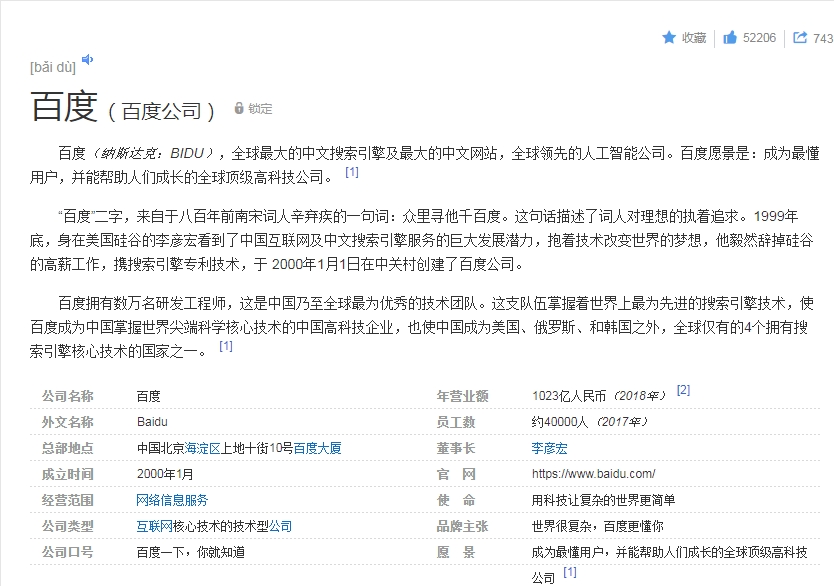 收藏 52206 743
[bǎi dù]
百度（百度公司） 锁定
百度（纳斯达克：BIDU），全球最大的中文搜索引擎及最大的中文网站，全球领先的人工智能公司。百度愿景是：成为最懂
用户，并能帮助人们成长的全球顶级高科技公司。 [1]
“百度”二字，来自于八百年前南宋词人辛弃疾的一句词：众里寻他千百度。这句话描述了词人对理想的执着追求。1999年
底，身在美国硅谷的李彦宏看到了中国互联网及中文搜索引擎服务的巨大发展潜力，抱着技术改变世界的梦想，他毅然辞掉硅谷
的高薪工作，携搜索引擎专利技术，于 2000年1月1日在中关村创建了百度公司。
百度拥有数万名研发工程师，这是中国乃至全球最为优秀的技术团队。这支队伍掌握着世界上最为先进的搜索引擎技术，使
百度成为中国掌握世界尖端科学核心技术的中国高科技企业，也使中国成为美国、俄罗斯、和韩国之外，全球仅有的4个拥有搜
索引擎核心技术的国家之一。 [1]
公司名称 百度 年营业额 1023亿人民币（2018年） [2]
外文名称 Baidu 员工数 约40000人（2017年）
总部地点 中国北京海淀区上地十街10号百度大厦 董事长 李彦宏
成立时间 2000年1月 官 网 https://www.baidu.com/
经营范围 网络信息服务 使 命 用科技让复杂的世界更简单
公司类型 互联网核心技术的技术型公司 品牌主张 世界很复杂，百度更懂你
公司口号 百度一下，你就知道 愿 景 成为最懂用户，并能帮助人们成长的全球顶级高科技
公司 [1]